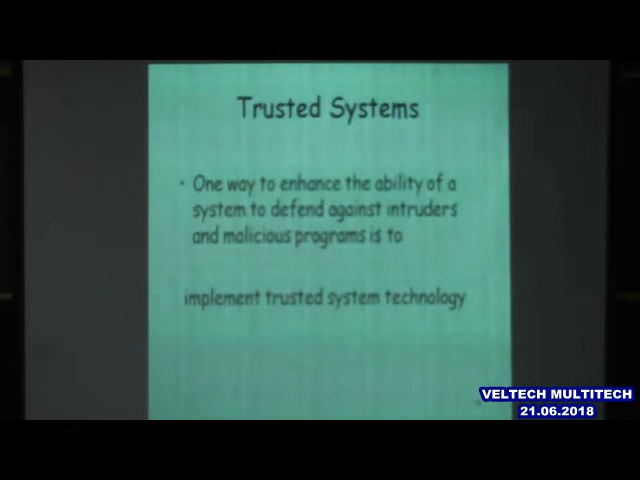 Trusted Systems
• One way to enhance the ability of a
system to defend against intruders
and malicious programs is to
implement trusted system technology
VELTECH MULTITECH
21.06.2018